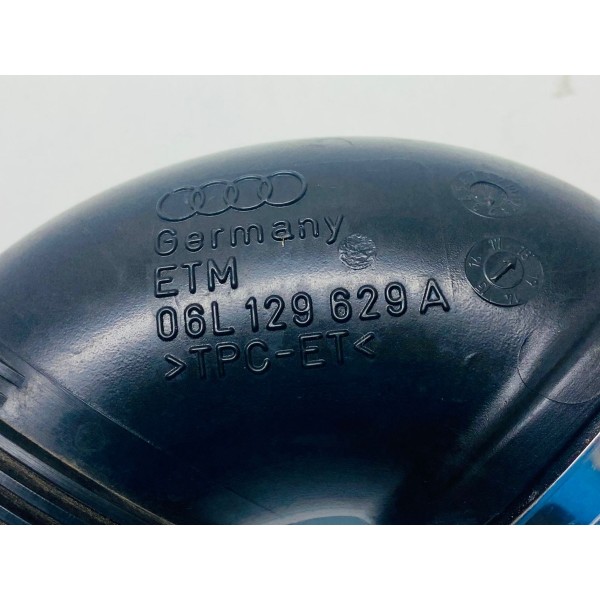 Germany
ETM
06L 129 629 A
>TPC-ET<